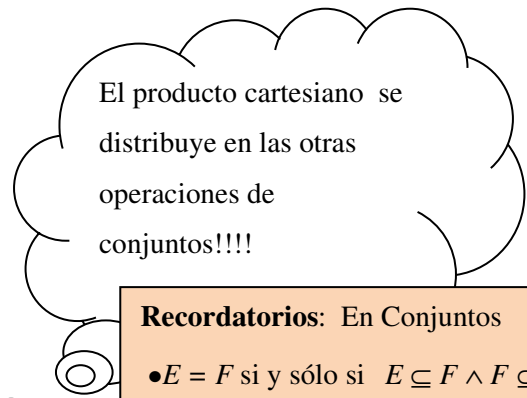 El producto cartesiano se
distribuye en las otras
operaciones de
conjuntos!!!!
Recordatorios: En Conjuntos
•E = F si y sólo si E ⊆ F ∧ F ⊆